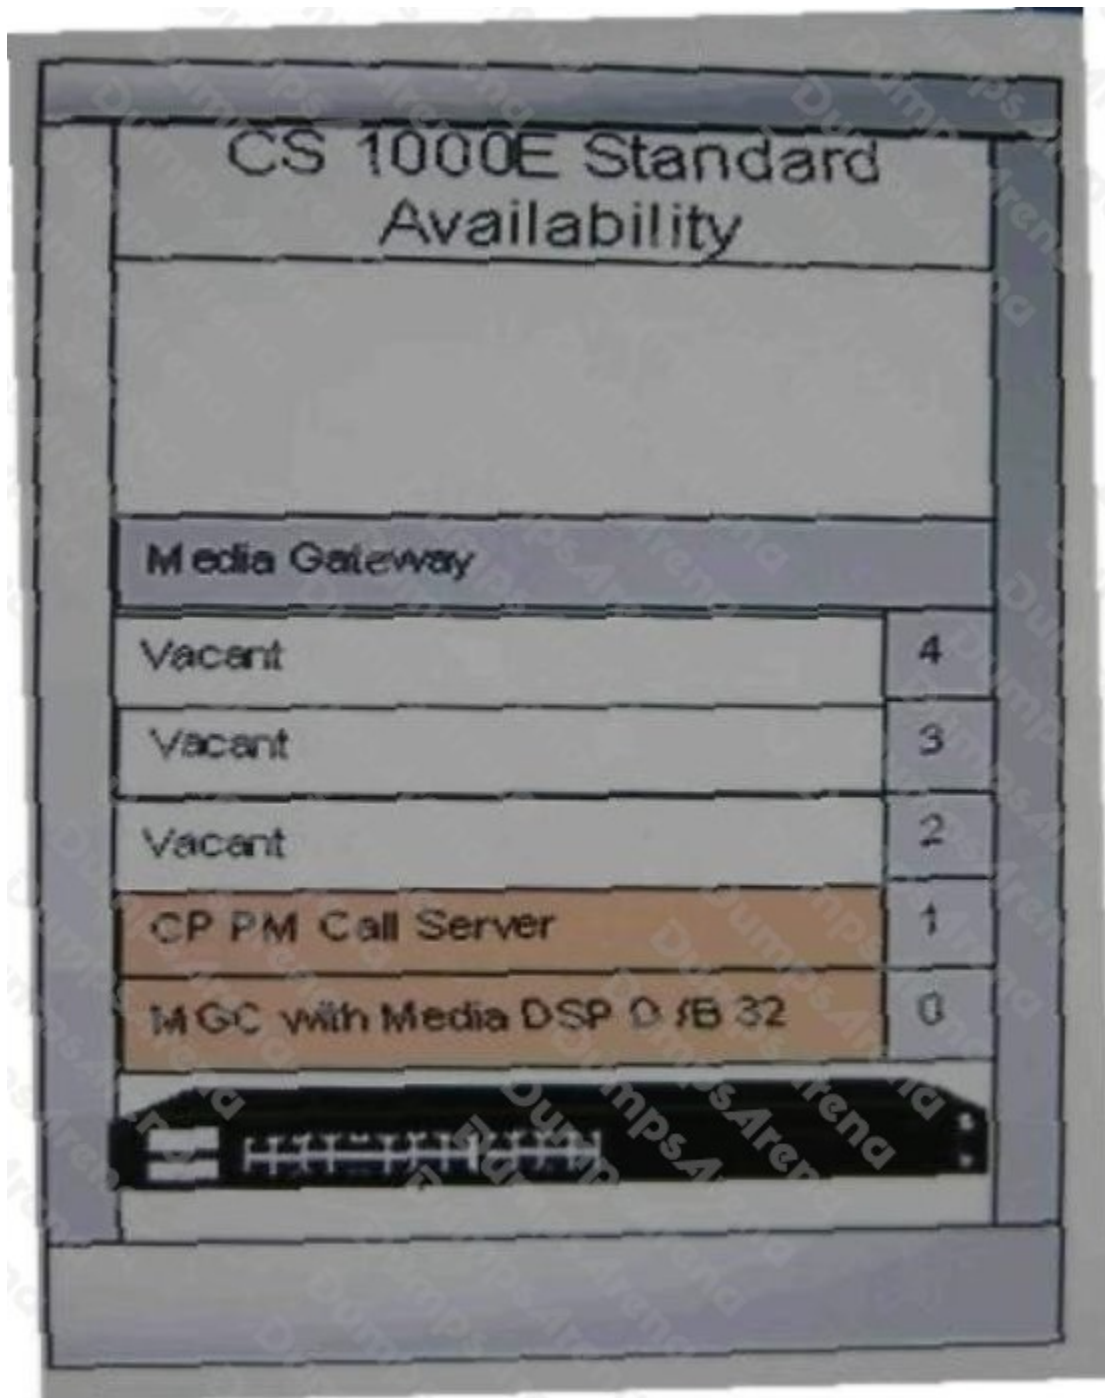 CS 1000E Standard
Availability
Media Gateway
Vacant 4
Vacant 3
Vacant 2
CP PM Call Server 1
MGC with Media DSP D/B 32 0
DumpsArena